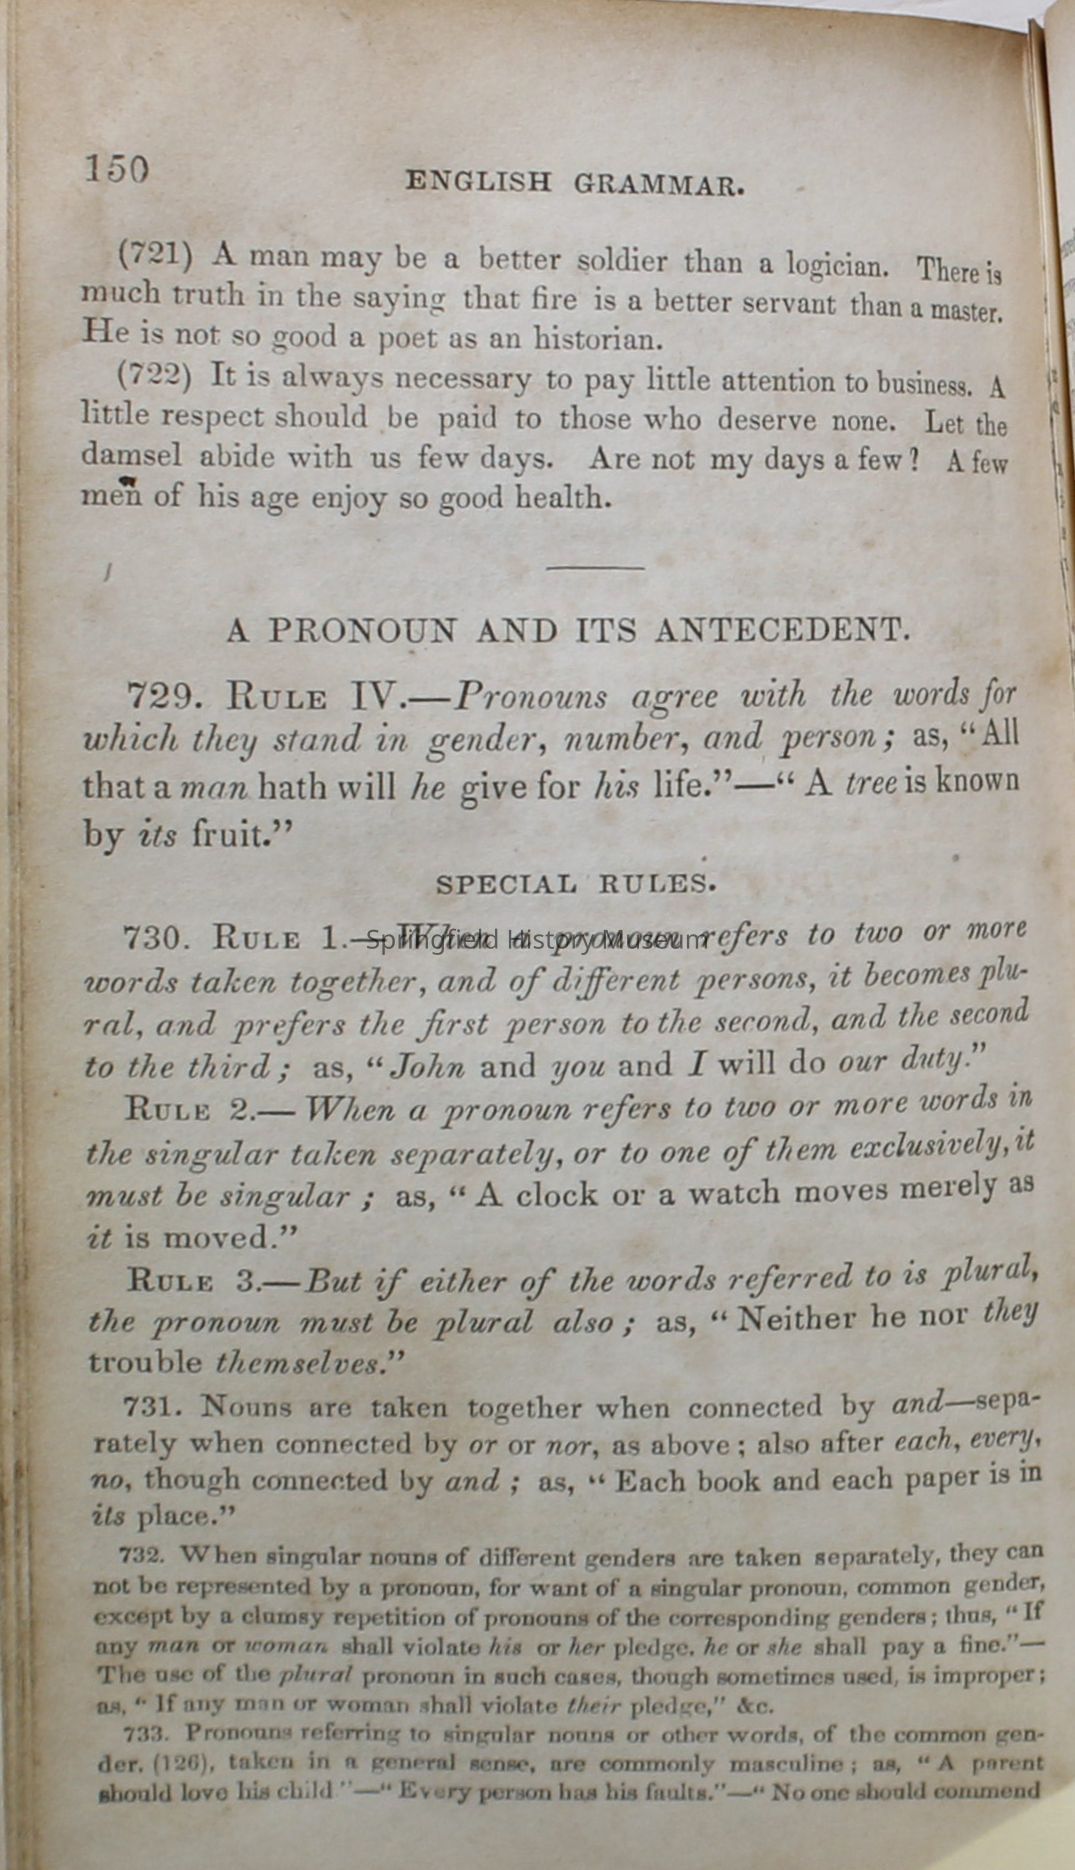 150
ENGLISH GRAMMAR.
(721) A man may be a better soldier than a logician. There is
much truth in the saying that fire is a better servant than a master.
He is not so good a poet as an historian.
(722) It is always necessary to pay little attention to business. A
little respect should be paid to those who deserve none. Let the
damsel abide with us few days. Are not my days a few? A few
men of his age enjoy so good health.
A PRONOUN AND ITS ANTECEDENT.
729. RULE IV.—Pronouns agree with the words for
which they stand in gender, number, and person; as, "All
that a man hath will he give for his life."—"A tree is known
by its fruit."
SPECIAL RULES.
730. RULE 1.—When a pronoun refers to two or more
Springfield History Museum
words taken together, and of different persons, it becomes plu-
ral, and prefers the first person to the second, and the second
to the third; as, "John and you and I will do our duty."
RULE 2.—When a pronoun refers to two or more words in
the singular taken separately, or to one of them exclusively, it
must be singular; as, "A clock or a watch moves merely as
it is moved."
RULE 3.—But if either of the words referred to is plural,
the pronoun must be plural also; as, "Neither he nor they
trouble themselves."
731. Nouns are taken together when connected by and—sepa-
rately when connected by or or nor, as above; also after each, every,
no, though connected by and; as, "Each book and each paper is in
its place."
732. When singular nouns of different genders are taken separately, they can
not be represented by a pronoun, for want of a singular pronoun, common gender,
except by a clumsy repetition of pronouns of the corresponding genders; thus, "If
any man or woman shall violate his or her pledge, he or she shall pay a fine."—
The use of the plural pronoun in such cases, though sometimes used, is improper;
as, "If any man or woman shall violate their pledge," &c.
733. Pronouns referring to singular nouns or other words, of the common gen-
der. (126), taken in a general sense, are commonly masculine; as, "A parent
should love his child"—"Every person has his faults."—"No one should commend